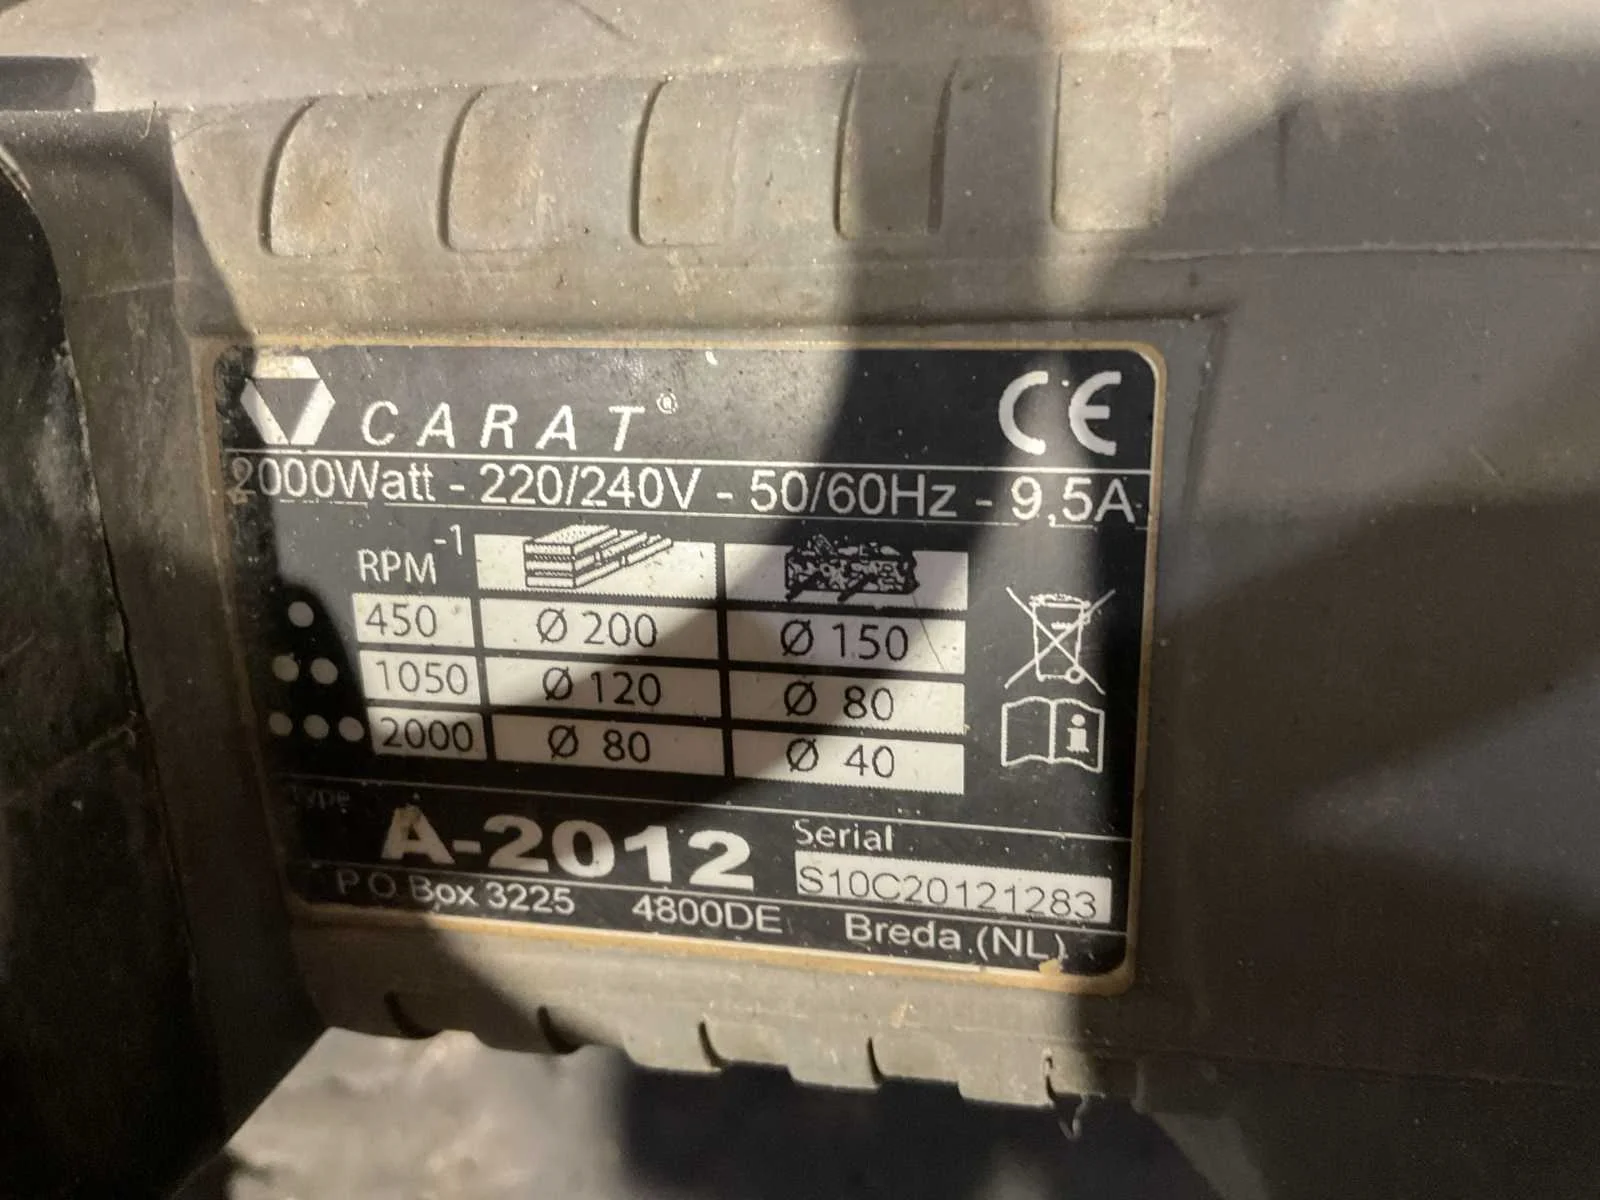 CARAT® CE
2000Watt - 220/240V - 50/60Hz - 9,5A
RPM-1
450 Ø 200 Ø 150
1050 Ø 120 Ø 80
2000 Ø 80 Ø 40
Type
A-2012 Serial
S10C20121283
P.O.Box 3225 4800DE Breda (NL)